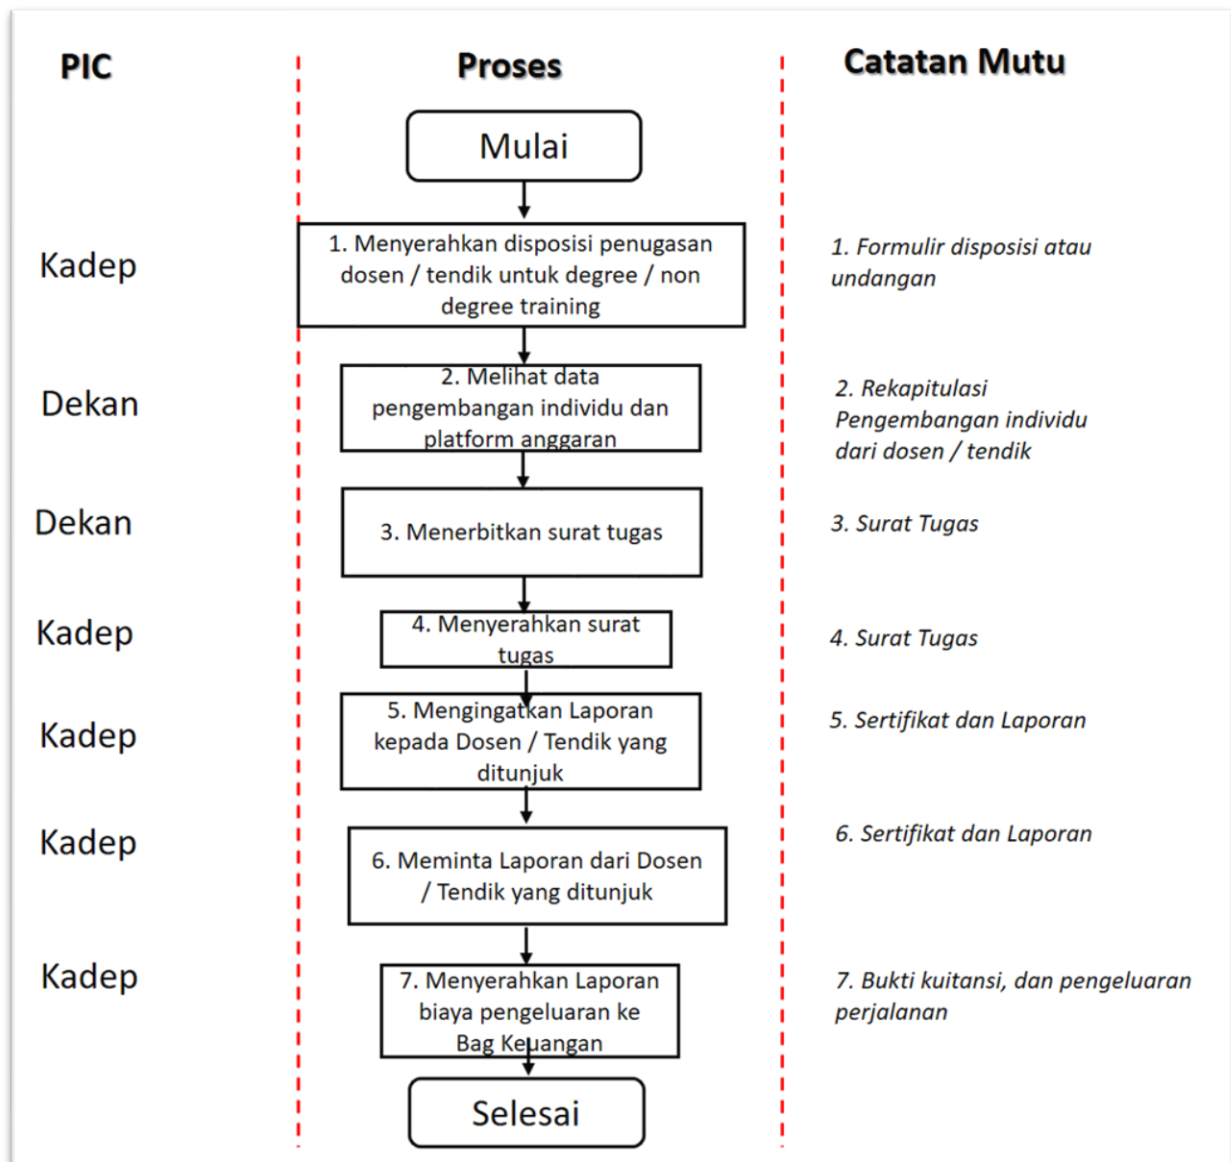 PIC
Proses
Catatan Mutu
Mulai
Kadep
1. Menyerahkan disposisi penugasan
dosen / tendik untuk degree / non
degree training
1. Formulir disposisi atau
undangan
Dekan
2. Melihat data
pengembangan individu dan
platform anggaran
2. Rekapitulasi
Pengembangan individu
dari dosen / tendik
Dekan
3. Menerbitkan surat tugas
3. Surat Tugas
Kadep
4. Menyerahkan surat
tugas
4. Surat Tugas
Kadep
5. Mengingatkan Laporan
kepada Dosen / Tendik yang
ditunjuk
5. Sertifikat dan Laporan
Kadep
6. Meminta Laporan dari Dosen
/ Tendik yang ditunjuk
6. Sertifikat dan Laporan
Kadep
7. Menyerahkan Laporan
biaya pengeluaran ke
Bag Keuangan
7. Bukti kuitansi, dan pengeluaran
perjalanan
Selesai